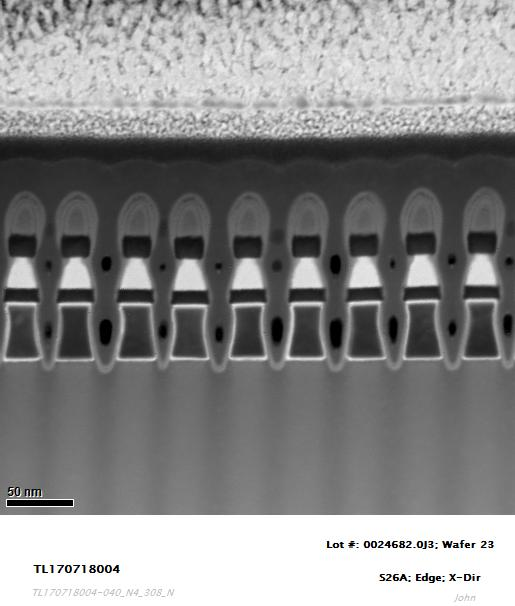 50 nm
Lot #: 0024682.0J3; Wafer 23
TL170718004
S26A; Edge; X-Dir
TL170718004-040_N4_308_N
John